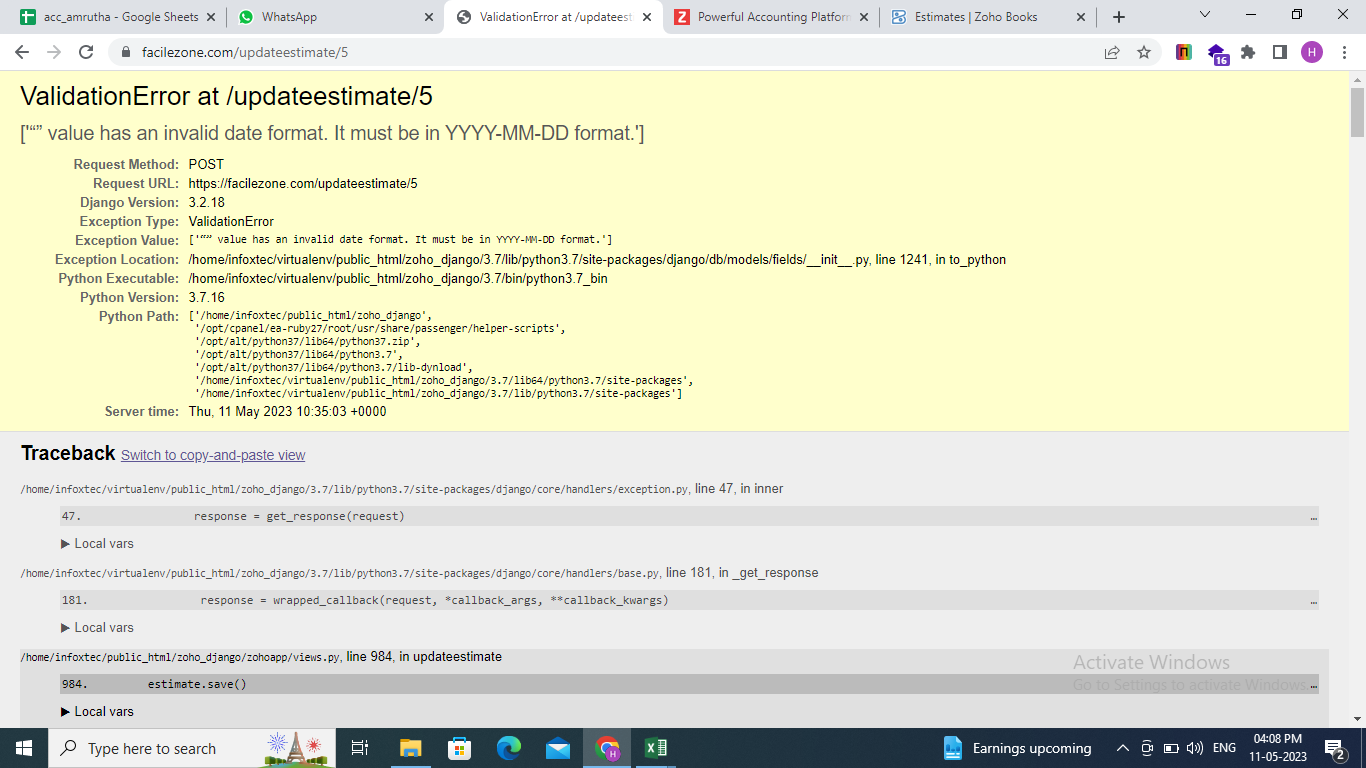 acc_amrutha - Google Sheets
WhatsApp
ValidationError at /updateest
Powerful Accounting Platform
Estimates | Zoho Books
facilezone.com/updateestimate/5
16
H
ValidationError at /updateestimate/5
['“” value has an invalid date format. It must be in YYYY-MM-DD format.']
Request Method: POST
Request URL: https://facilezone.com/updateestimate/5
Django Version: 3.2.18
Exception Type: ValidationError
Exception Value: ['“” value has an invalid date format. It must be in YYYY-MM-DD format.']
Exception Location: /home/infoxtec/virtualenv/public_html/zoho_django/3.7/lib/python3.7/site-packages/django/db/models/fields/__init__.py, line 1241, in to_python
Python Executable: /home/infoxtec/virtualenv/public_html/zoho_django/3.7/bin/python3.7_bin
Python Version: 3.7.16
Python Path: ['/home/infoxtec/public_html/zoho_django',
'/opt/cpanel/ea-ruby27/root/usr/share/passenger/helper-scripts',
'/opt/alt/python37/lib64/python37.zip',
'/opt/alt/python37/lib64/python3.7',
'/opt/alt/python37/lib64/python3.7/lib-dynload',
'/home/infoxtec/virtualenv/public_html/zoho_django/3.7/lib64/python3.7/site-packages',
'/home/infoxtec/virtualenv/public_html/zoho_django/3.7/lib/python3.7/site-packages']
Server time: Thu, 11 May 2023 10:35:03 +0000
Traceback Switch to copy-and-paste view
/home/infoxtec/virtualenv/public_html/zoho_django/3.7/lib/python3.7/site-packages/django/core/handlers/exception.py, line 47, in inner
47. response = get_response(request) …
▶ Local vars
/home/infoxtec/virtualenv/public_html/zoho_django/3.7/lib/python3.7/site-packages/django/core/handlers/base.py, line 181, in _get_response
181. response = wrapped_callback(request, *callback_args, **callback_kwargs) …
▶ Local vars
/home/infoxtec/public_html/zoho_django/zohoapp/views.py, line 984, in updateestimate
984. estimate.save() …
▶ Local vars
Activate Windows
Go to Settings to activate Windows.
Type here to search
H
Earnings upcoming
ENG
04:08 PM
11-05-2023
2